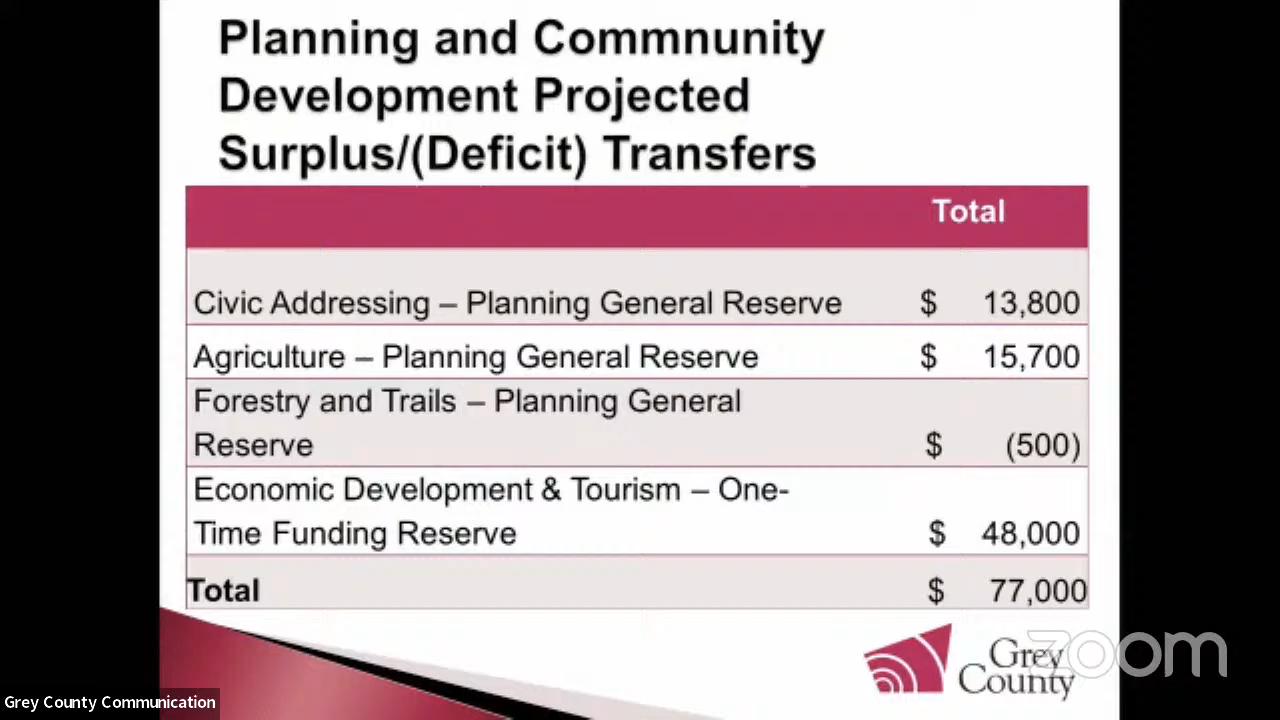 Planning and Commnunity
Development Projected
Surplus/(Deficit) Transfers
Total
Civic Addressing – Planning General Reserve $ 13,800
Agriculture – Planning General Reserve $ 15,700
Forestry and Trails – Planning General
Reserve $ (500)
Economic Development & Tourism – One-
Time Funding Reserve $ 48,000
Total $ 77,000
Grey
County
zoom
Grey County Communication